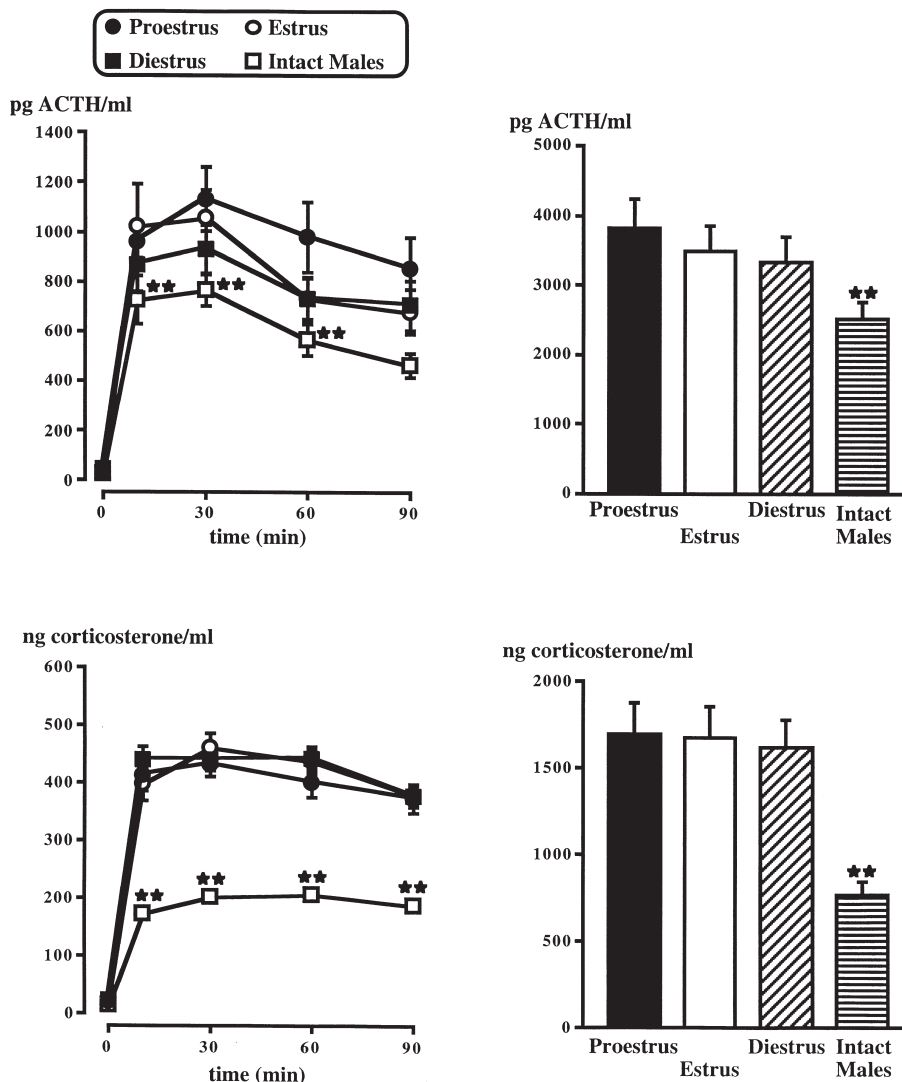 Proestrus Estrus
Diestrus Intact Males
pg ACTH/ml
1400
1200
1000
800
600
400
200
0
0 30 60 90
time (min)
★★ ★★
★★
pg ACTH/ml
5000
4000
3000
2000
1000
0
★★
Proestrus Diestrus Intact
Estrus Males
ng corticosterone/ml
600
500
400
300
200
100
0
0 30 60 90
time (min)
★★ ★★ ★★ ★★
ng corticosterone/ml
2000
1500
1000
500
0
★★
Proestrus Diestrus Intact
Estrus Males